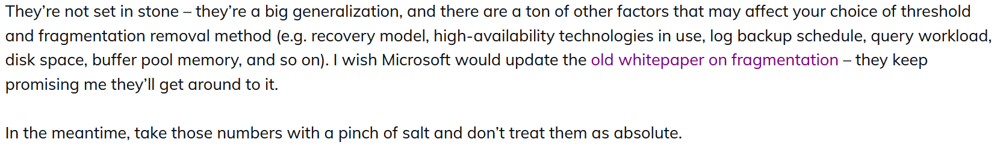 They’re not set in stone – they’re a big generalization, and there are a ton of other factors that may affect your choice of threshold
and fragmentation removal method (e.g. recovery model, high-availability technologies in use, log backup schedule, query workload,
disk space, buffer pool memory, and so on). I wish Microsoft would update the old whitepaper on fragmentation – they keep
promising me they’ll get around to it.
In the meantime, take those numbers with a pinch of salt and don’t treat them as absolute.